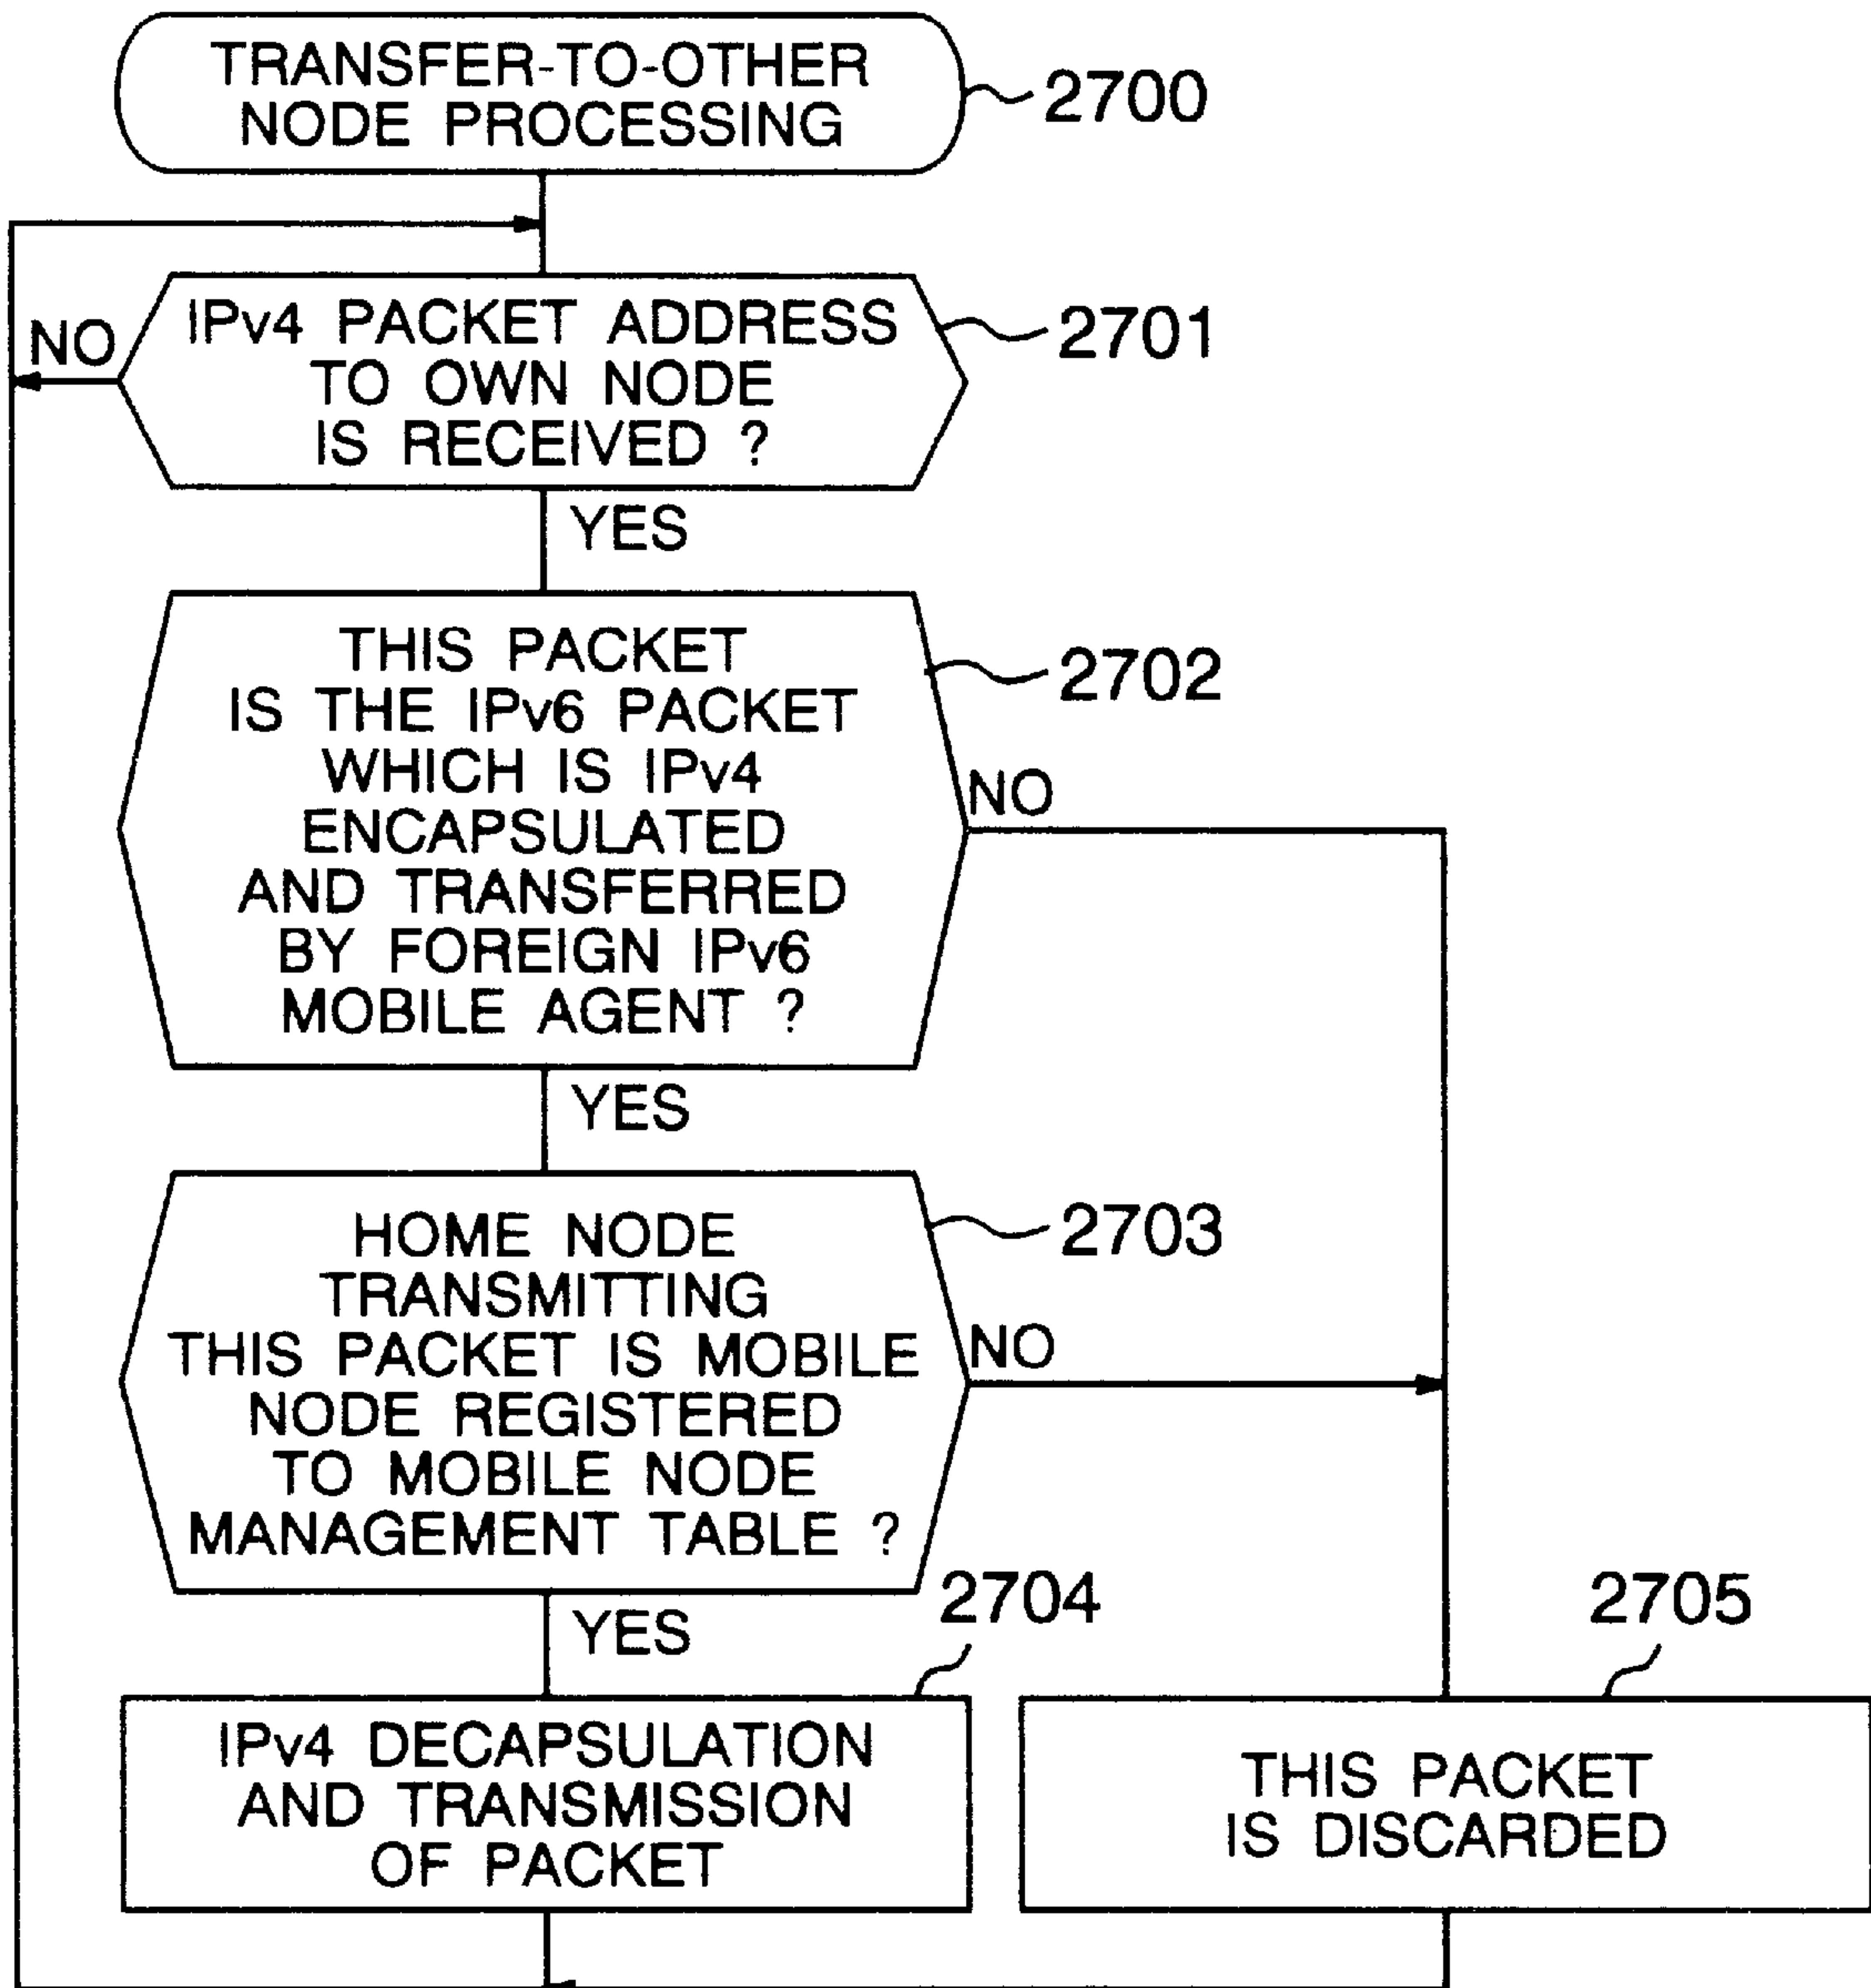 TRANSFER-TO-OTHER
NODE PROCESSING
2700
IPv4 PACKET ADDRESS
TO OWN NODE
IS RECEIVED ?
2701
NO
YES
THIS PACKET
IS THE IPv6 PACKET
WHICH IS IPv4
ENCAPSULATED
AND TRANSFERRED
BY FOREIGN IPv6
MOBILE AGENT ?
2702
NO
YES
HOME NODE
TRANSMITTING
THIS PACKET IS MOBILE
NODE REGISTERED
TO MOBILE NODE
MANAGEMENT TABLE ?
2703
NO
YES
2704
IPv4 DECAPSULATION
AND TRANSMISSION
OF PACKET
2705
THIS PACKET
IS DISCARDED